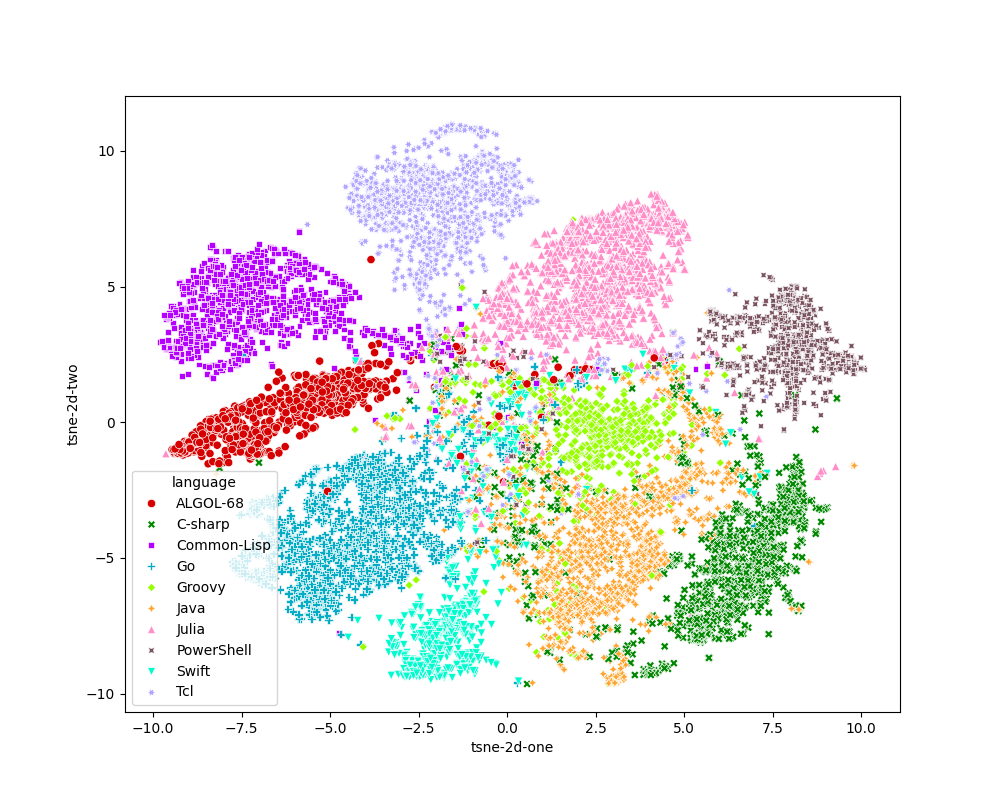 10
5
0
−5
−10
tsne-2d-two
language
ALGOL-68
C-sharp
Common-Lisp
Go
Groovy
Java
Julia
PowerShell
Swift
Tcl
−10.0 −7.5 −5.0 −2.5 0.0 2.5 5.0 7.5 10.0
tsne-2d-one